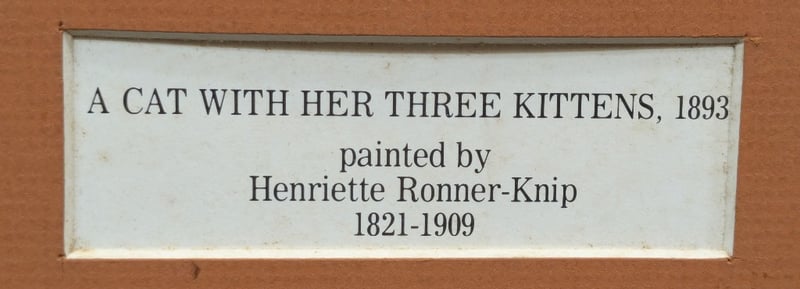 A CAT WITH HER THREE KITTENS, 1893
painted by
Henriette Ronner-Knip
1821-1909